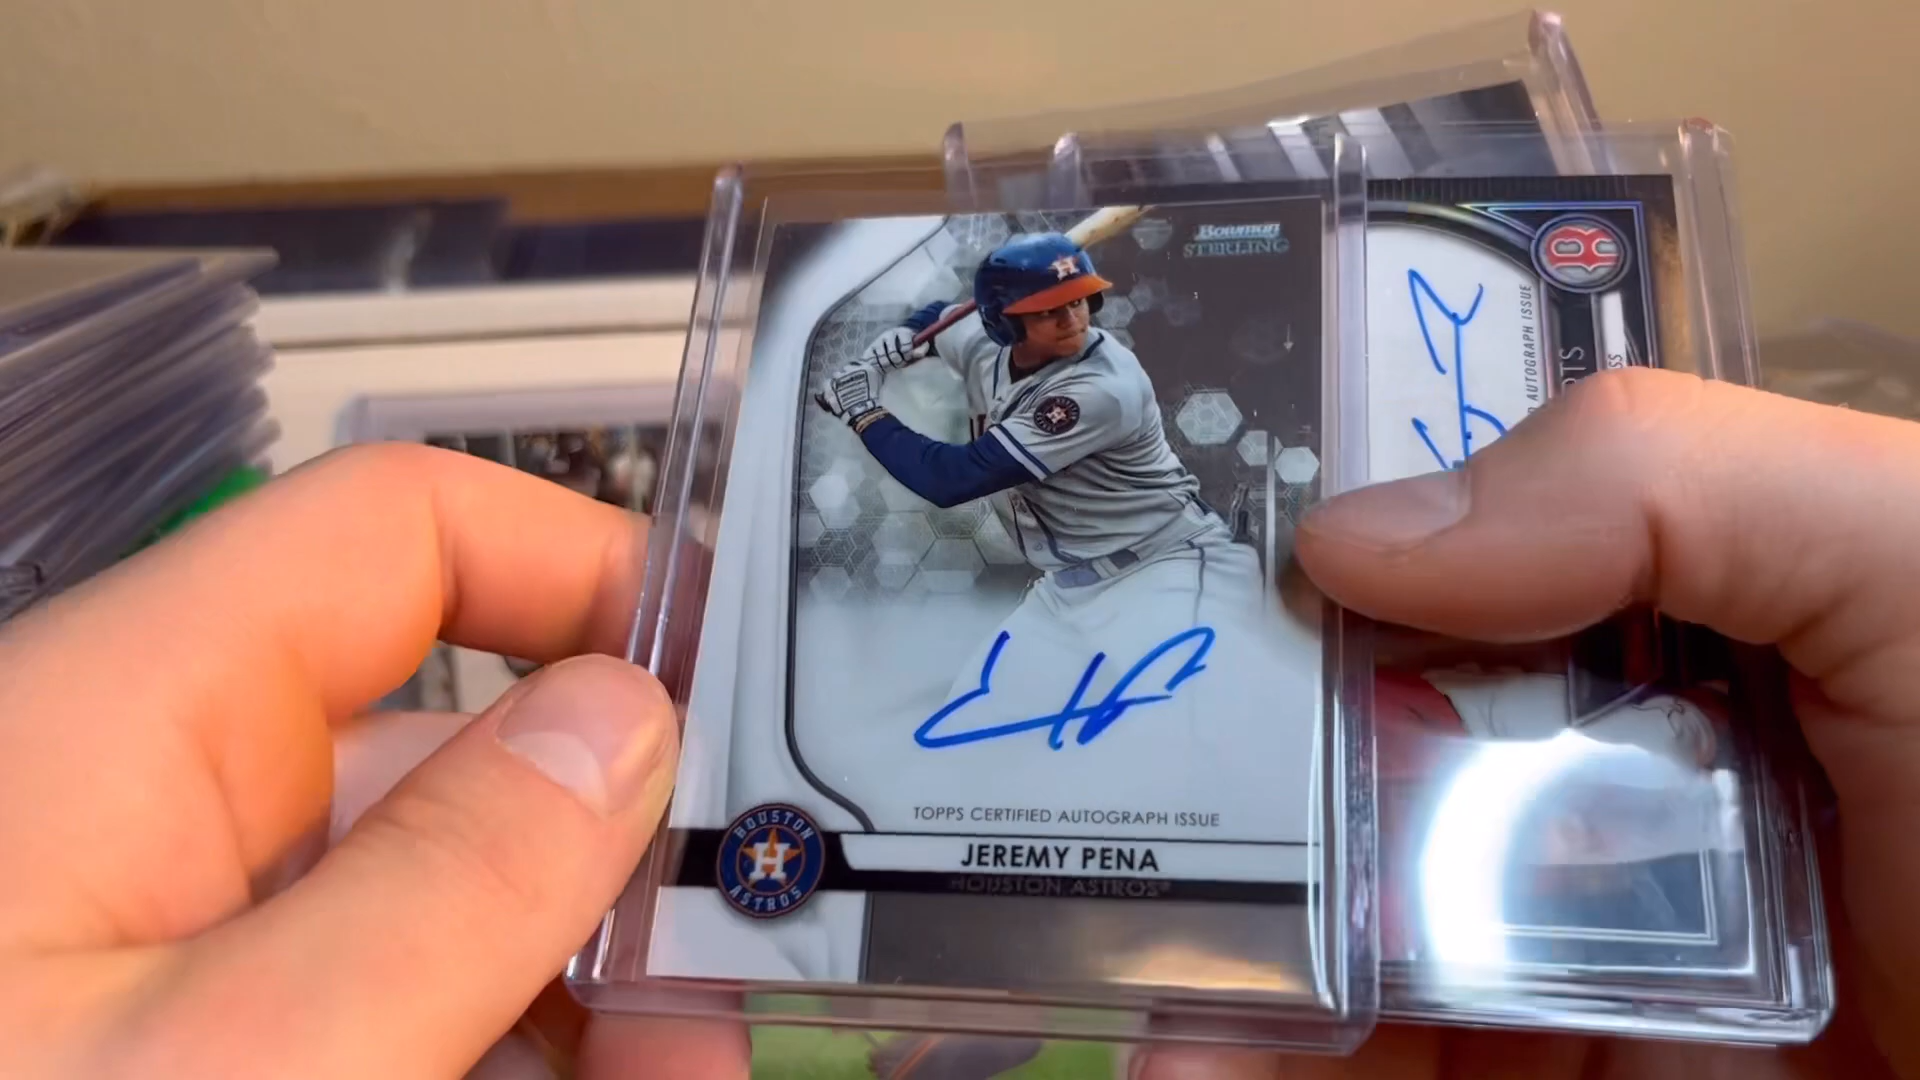 Bowman
STERLING
TOPPS CERTIFIED AUTOGRAPH ISSUE
JEREMY PENA
HOUSTON ASTROS®
HOUSTON
H
ASTROS
H
B
AUTOGRAPH ISSUE